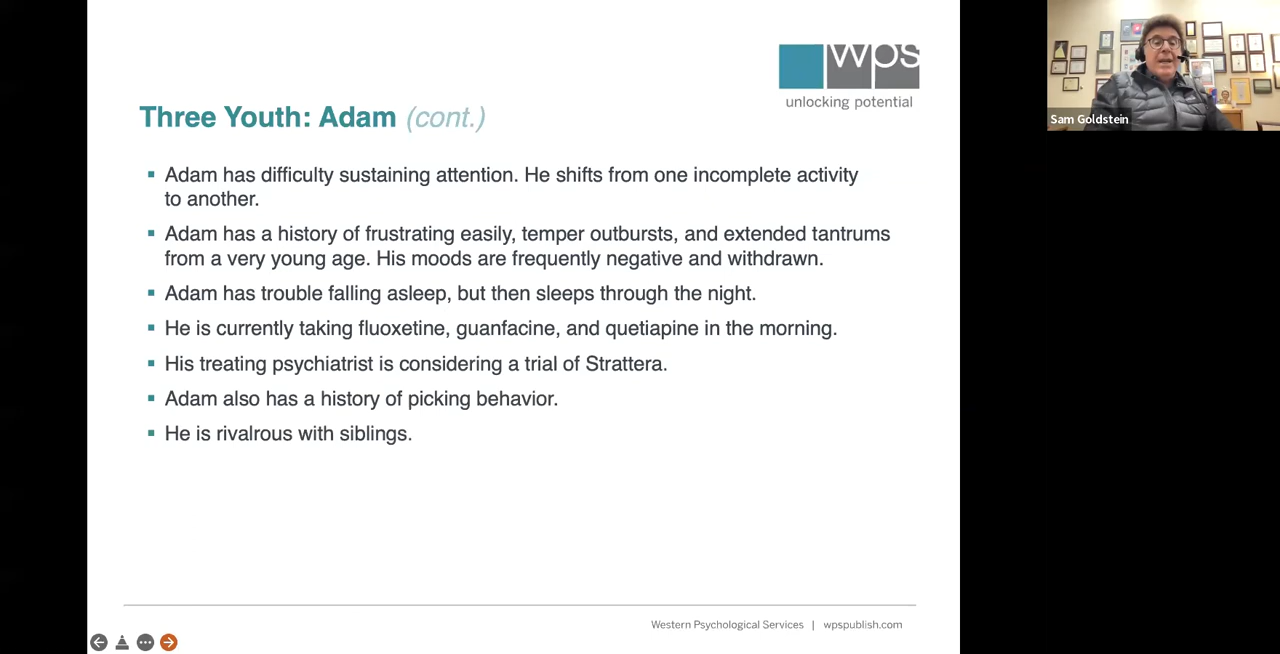 wps
unlocking potential
Sam Goldstein
Three Youth: Adam (cont.)
▪ Adam has difficulty sustaining attention. He shifts from one incomplete activity
to another.
▪ Adam has a history of frustrating easily, temper outbursts, and extended tantrums
from a very young age. His moods are frequently negative and withdrawn.
▪ Adam has trouble falling asleep, but then sleeps through the night.
▪ He is currently taking fluoxetine, guanfacine, and quetiapine in the morning.
▪ His treating psychiatrist is considering a trial of Strattera.
▪ Adam also has a history of picking behavior.
▪ He is rivalrous with siblings.
Western Psychological Services | wpspublish.com